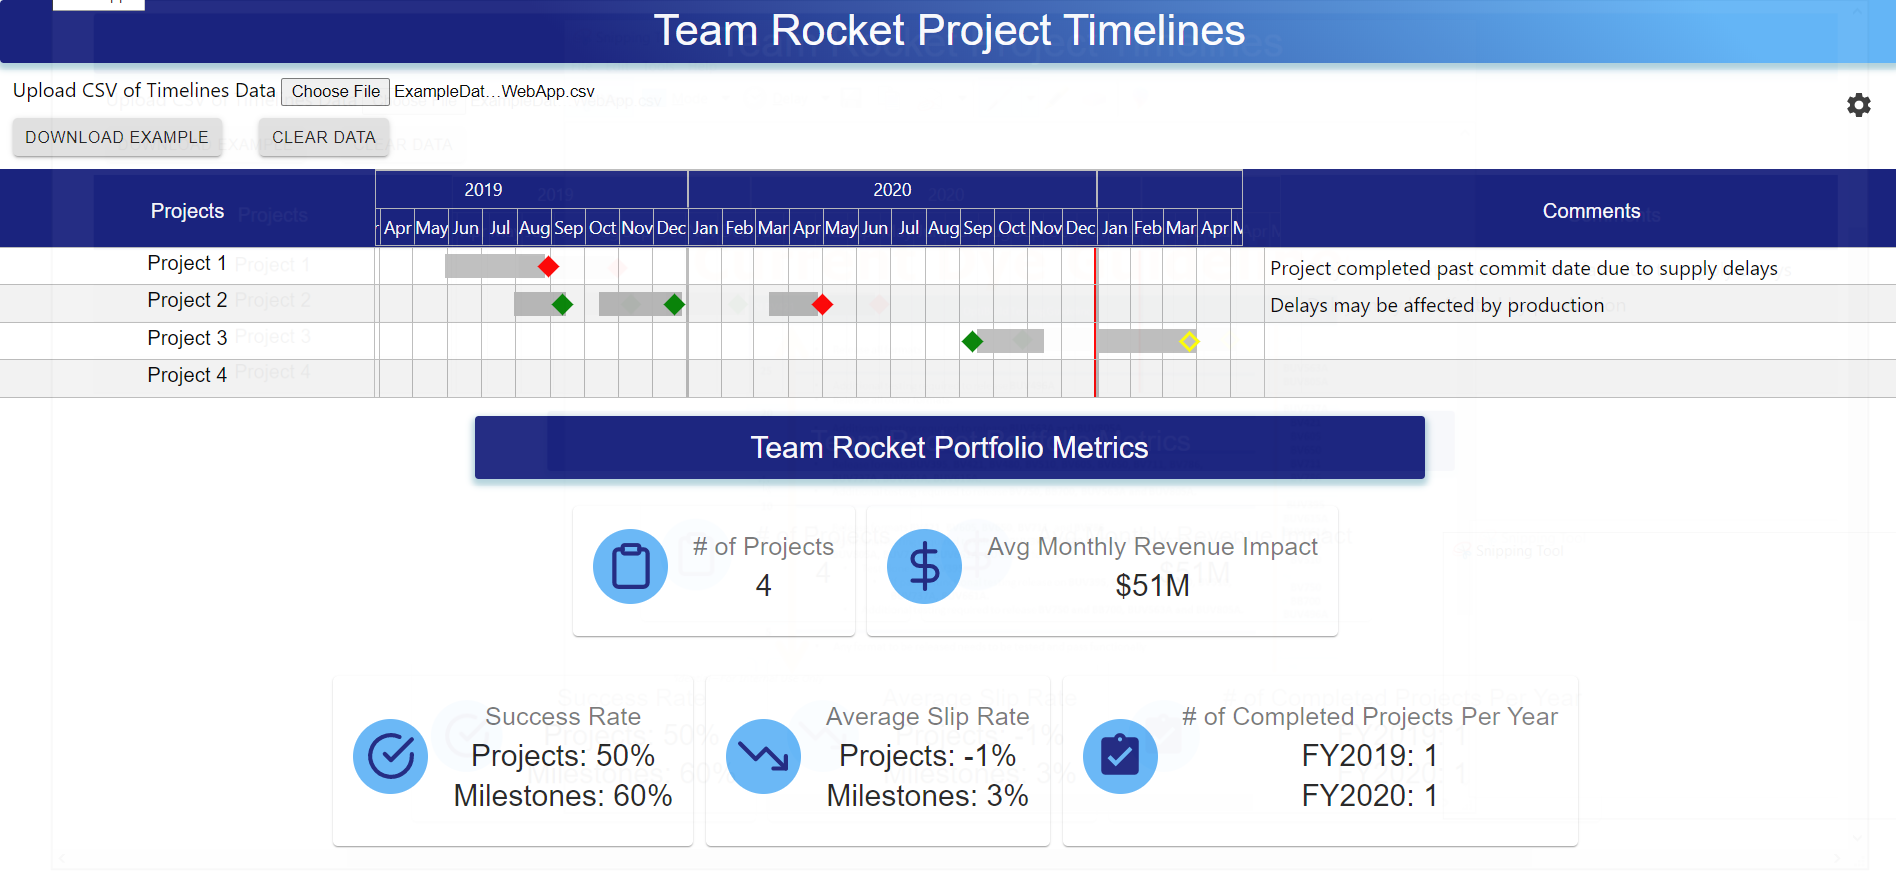 Team Rocket Project Timelines
Upload CSV of Timelines Data Choose File ExampleDat...WebApp.csv
DOWNLOAD EXAMPLE CLEAR DATA
Projects 2019 2020 Comments
Apr May Jun Jul Aug Sep Oct Nov Dec Jan Feb Mar Apr May Jun Jul Aug Sep Oct Nov Dec Jan Feb Mar Apr
Project 1 Project completed past commit date due to supply delays
Project 2 Delays may be affected by production
Project 3
Project 4
Team Rocket Portfolio Metrics
# of Projects
4
Avg Monthly Revenue Impact
$51M
Success Rate
Projects: 50%
Milestones: 60%
Average Slip Rate
Projects: -1%
Milestones: 3%
# of Completed Projects Per Year
FY2019: 1
FY2020: 1
Snipping Tool